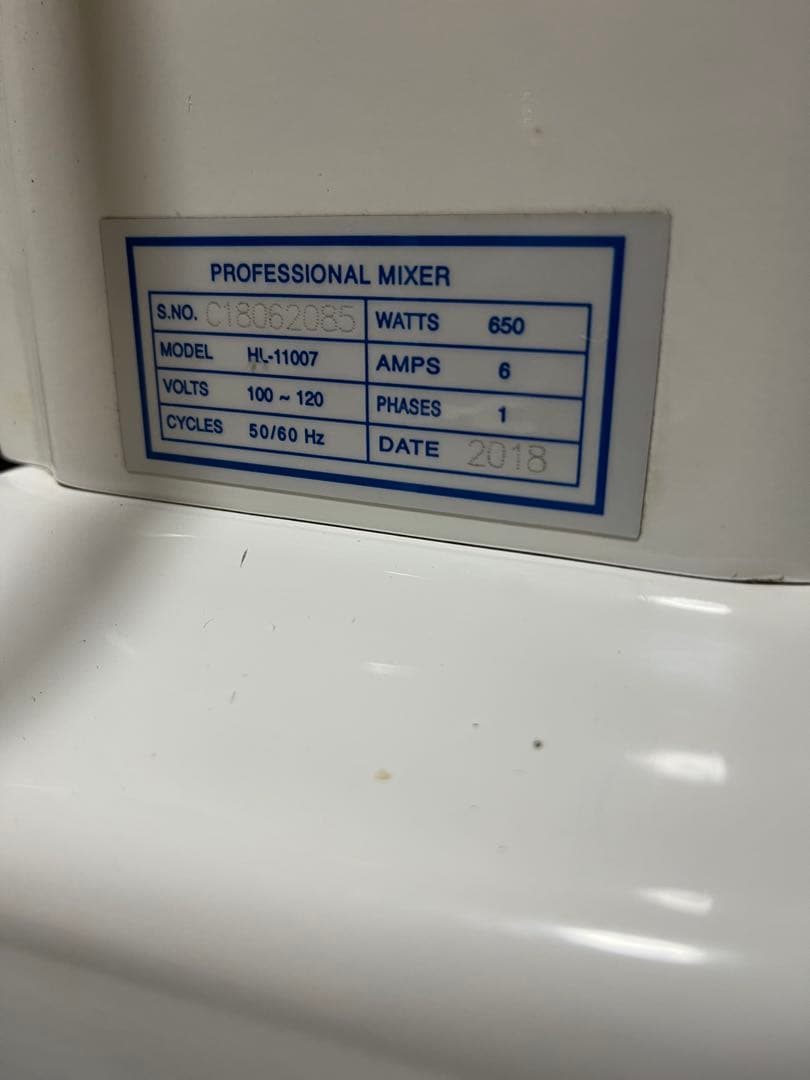 PROFESSIONAL MIXER
S.NO. C18062085
MODEL HL-11007
VOLTS 100 ~ 120
CYCLES 50/60 Hz
WATTS 650
AMPS 6
PHASES 1
DATE 2018